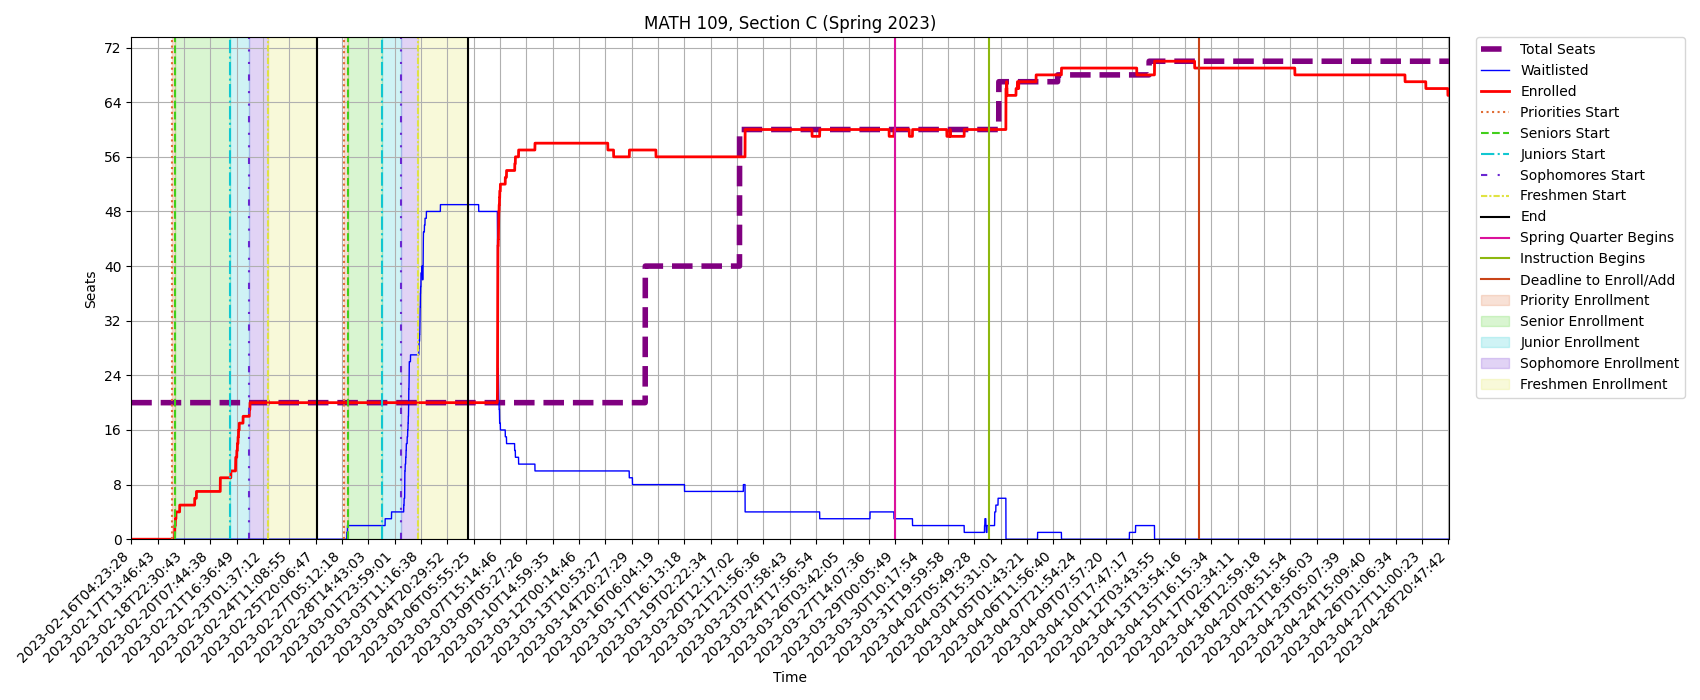 MATH 109, Section C (Spring 2023)
72
64
56
48
40
32
24
16
8
0
Seats
2023-02-16T04:23:28
2023-02-17T13:46:43
2023-02-18T22:30:43
2023-02-20T07:44:38
2023-02-21T16:36:49
2023-02-23T01:37:12
2023-02-24T11:08:55
2023-02-25T20:06:47
2023-02-27T05:12:18
2023-02-28T14:43:03
2023-03-01T23:59:01
2023-03-03T11:16:38
2023-03-04T20:29:52
2023-03-06T05:55:25
2023-03-07T15:14:46
2023-03-09T05:27:26
2023-03-10T14:59:35
2023-03-12T00:14:46
2023-03-13T10:53:27
2023-03-14T20:27:29
2023-03-16T06:04:19
2023-03-17T16:13:18
2023-03-19T02:22:34
2023-03-20T12:17:02
2023-03-21T21:56:36
2023-03-23T07:58:43
2023-03-24T17:56:54
2023-03-26T03:42:05
2023-03-27T14:07:36
2023-03-29T00:05:49
2023-03-30T10:17:54
2023-03-31T19:59:58
2023-04-02T05:49:28
2023-04-03T15:31:01
2023-04-05T01:43:21
2023-04-06T11:56:40
2023-04-07T21:54:24
2023-04-09T07:57:20
2023-04-10T17:47:17
2023-04-12T03:43:55
2023-04-13T13:54:16
2023-04-15T16:15:34
2023-04-17T02:34:11
2023-04-18T12:59:18
2023-04-20T08:51:54
2023-04-21T18:56:03
2023-04-23T05:07:39
2023-04-24T15:09:40
2023-04-26T01:06:34
2023-04-27T11:00:23
2023-04-28T20:47:42
Time
Total Seats
Waitlisted
Enrolled
Priorities Start
Seniors Start
Juniors Start
Sophomores Start
Freshmen Start
End
Spring Quarter Begins
Instruction Begins
Deadline to Enroll/Add
Priority Enrollment
Senior Enrollment
Junior Enrollment
Sophomore Enrollment
Freshmen Enrollment